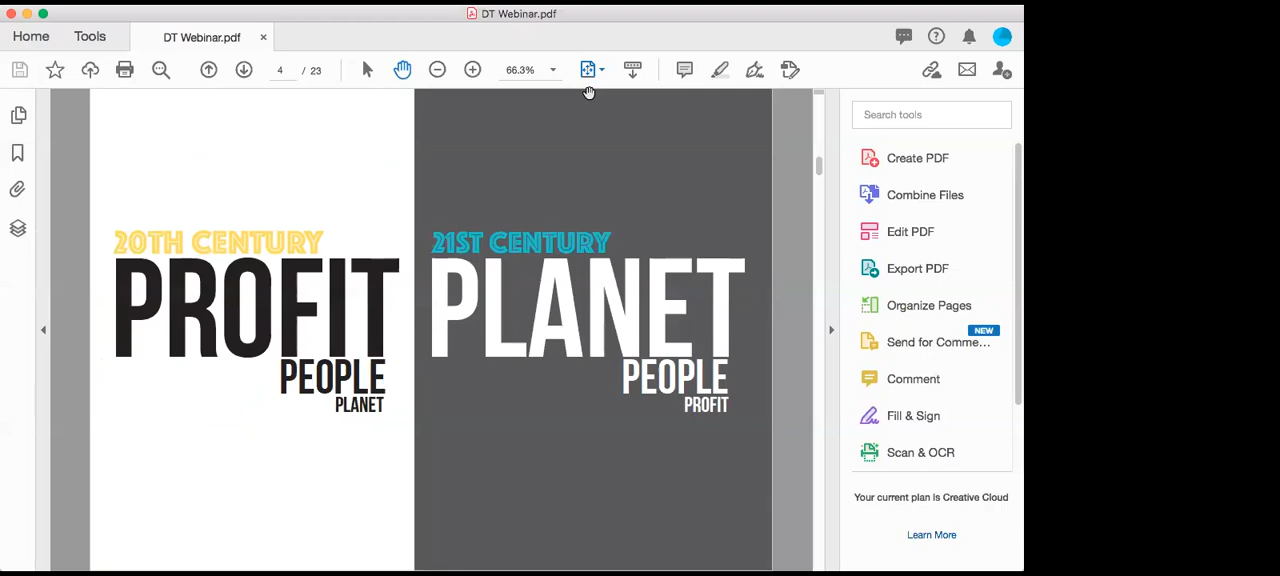 DT Webinar.pdf
Home
Tools
DT Webinar.pdf
4 / 23
66.3%
Search tools
Create PDF
Combine Files
Edit PDF
Export PDF
Organize Pages
NEW
Send for Comme...
Comment
Fill & Sign
Scan & OCR
Your current plan is Creative Cloud
Learn More
20TH CENTURY
PROFIT
PEOPLE
PLANET
21ST CENTURY
PLANET
PEOPLE
PROFIT